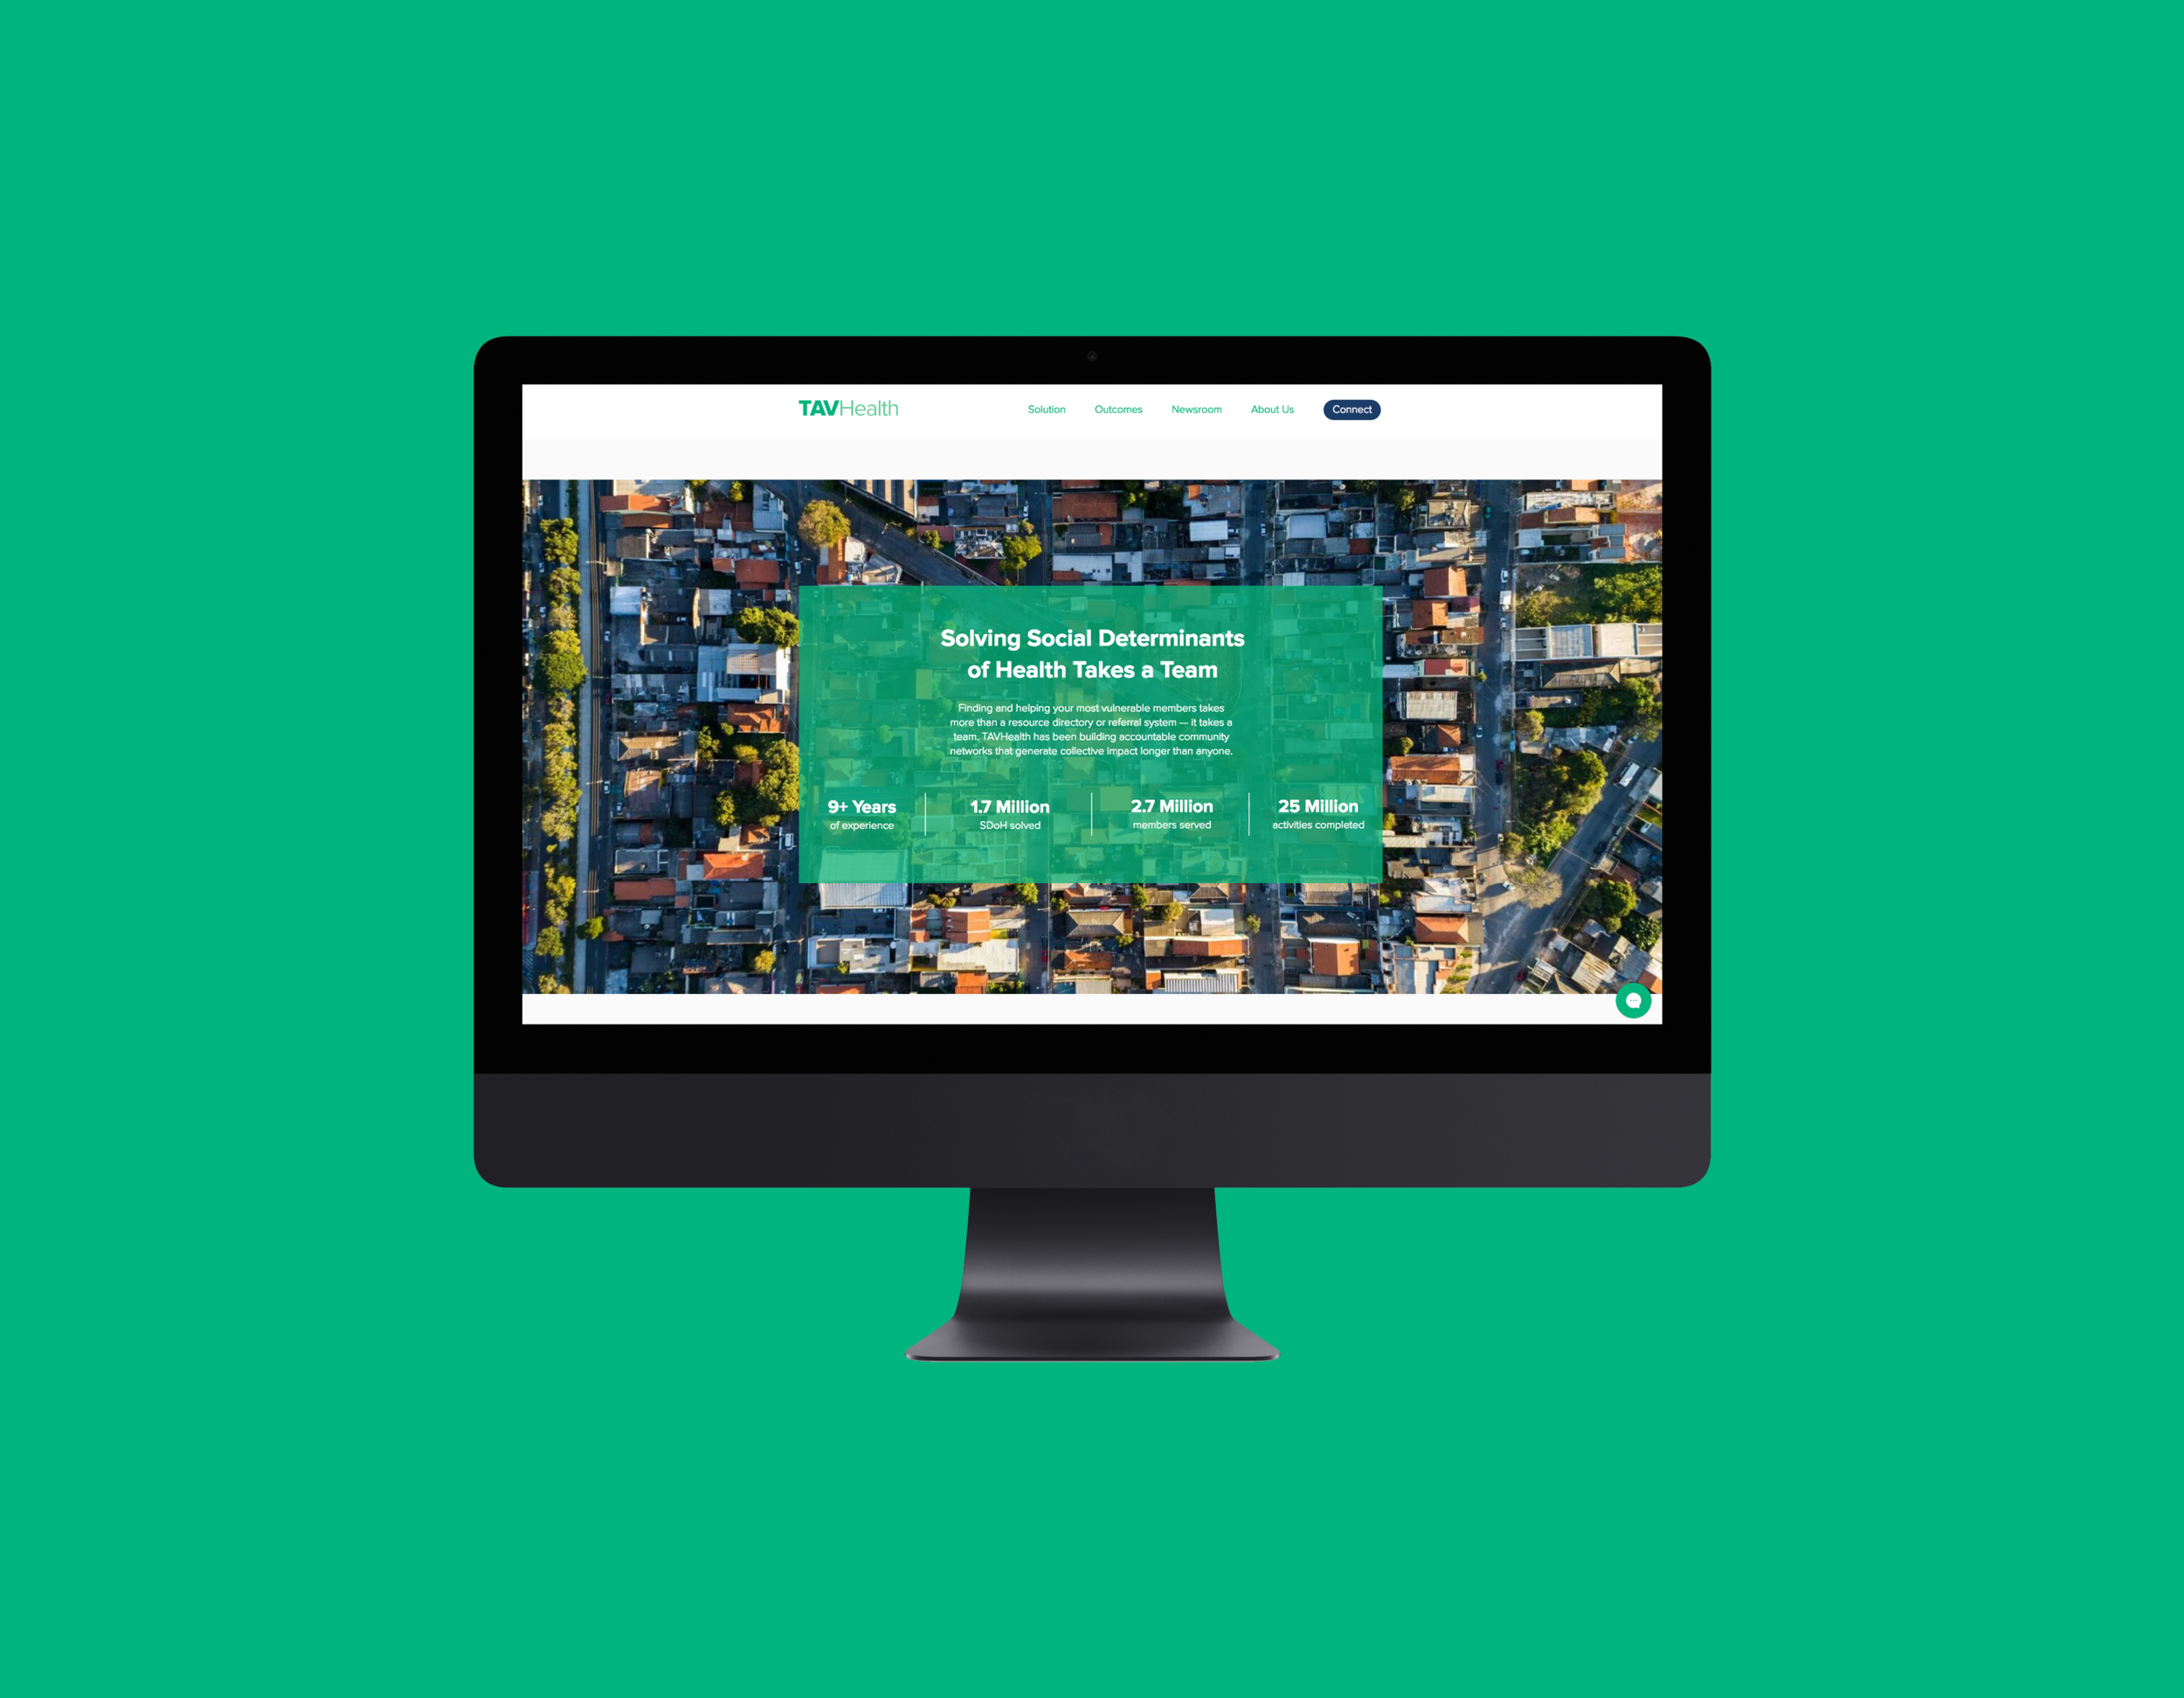 TAVHealth
Solution Outcomes Newsroom About Us Connect
Solving Social Determinants
of Health Takes a Team
Finding and helping your most vulnerable members takes
more than a resource directory or referral system — it takes a
team. TAVHealth has been building accountable community
networks that generate collective impact longer than anyone.
9+ Years
of experience
1.7 Million
SDoH solved
2.7 Million
members served
25 Million
activities completed